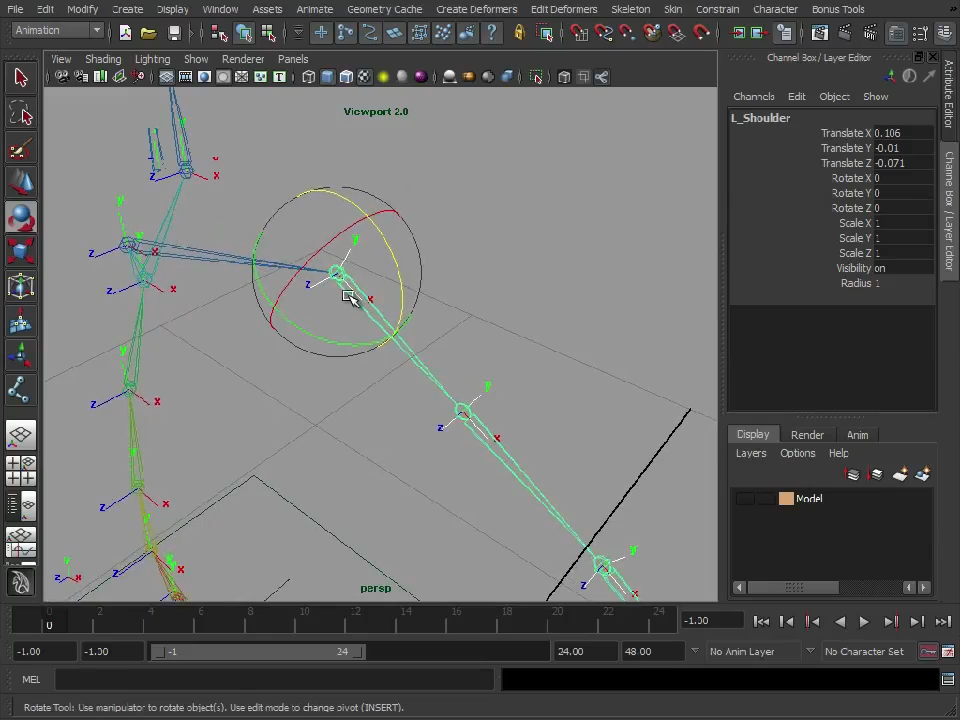 File Edit Modify Create Display Window Assets Animate Geometry Cache Create Deformers Edit Deformers Skeleton Skin Constrain Character Bonus Tools
Animation
View Shading Lighting Show Renderer Panels
Channel Box / Layer Editor
Channels Edit Object Show
L_Shoulder
Translate X 0.106
Translate Y -0.01
Translate Z -0.071
Rotate X 0
Rotate Y 0
Rotate Z 0
Scale X 1
Scale Y 1
Scale Z 1
Visibility on
Radius 1
Attribute Editor
Channel Box / Layer Editor
Viewport 2.0
persp
Display Render Anim
Layers Options Help
Model
0 2 4 6 8 10 12 14 16 18 20 22 24
0
-1.00
-1.00 -1.00 -1 24 24.00 48.00 No Anim Layer No Character Set
MEL
Rotate Tool: Use manipulator to rotate object(s). Use edit mode to change pivot (INSERT).